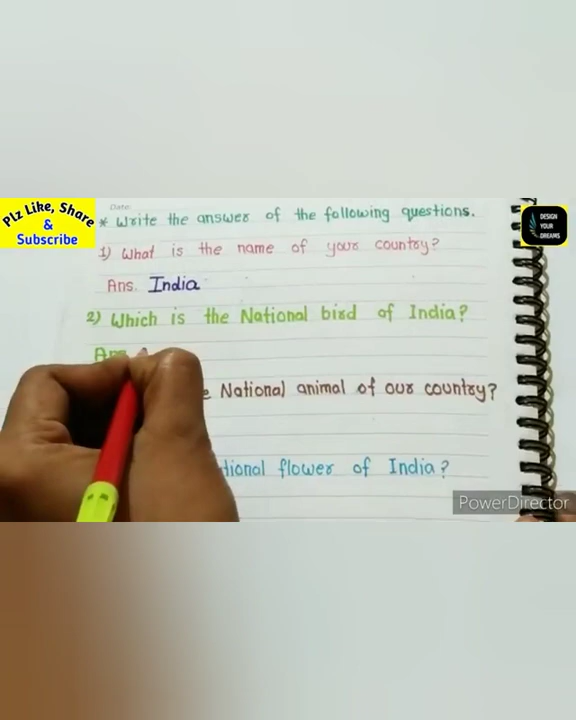 Plz Like, Share
&
Subscribe
DESIGN
YOUR
DREAMS
Date:
* Write the answer of the following questions.
1) What is the name of your country?
Ans. India
2) Which is the National bird of India?
Ans
National animal of our country?
flower of India?
PowerDirector